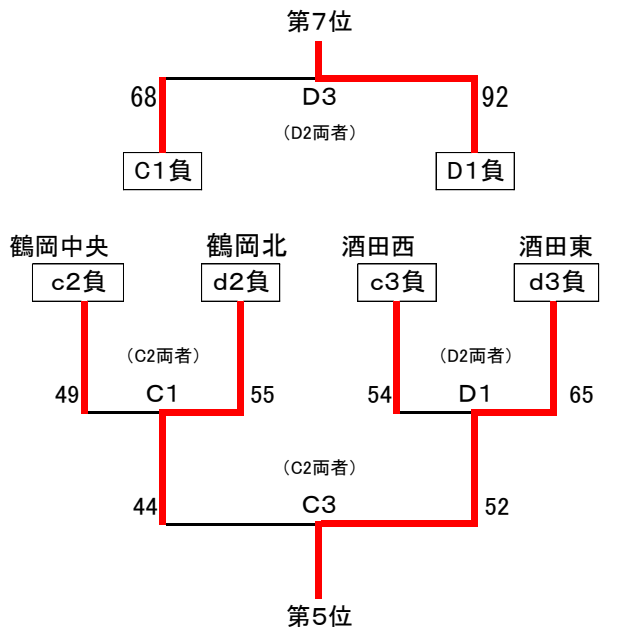 第7位
68 D3 92
(D2両者)
C1負 D1負
鶴岡中央 鶴岡北 酒田西 酒田東
c2負 d2負 c3負 d3負
(C2両者) (D2両者)
49 C1 55 54 D1 65
(C2両者)
44 C3 52
第5位